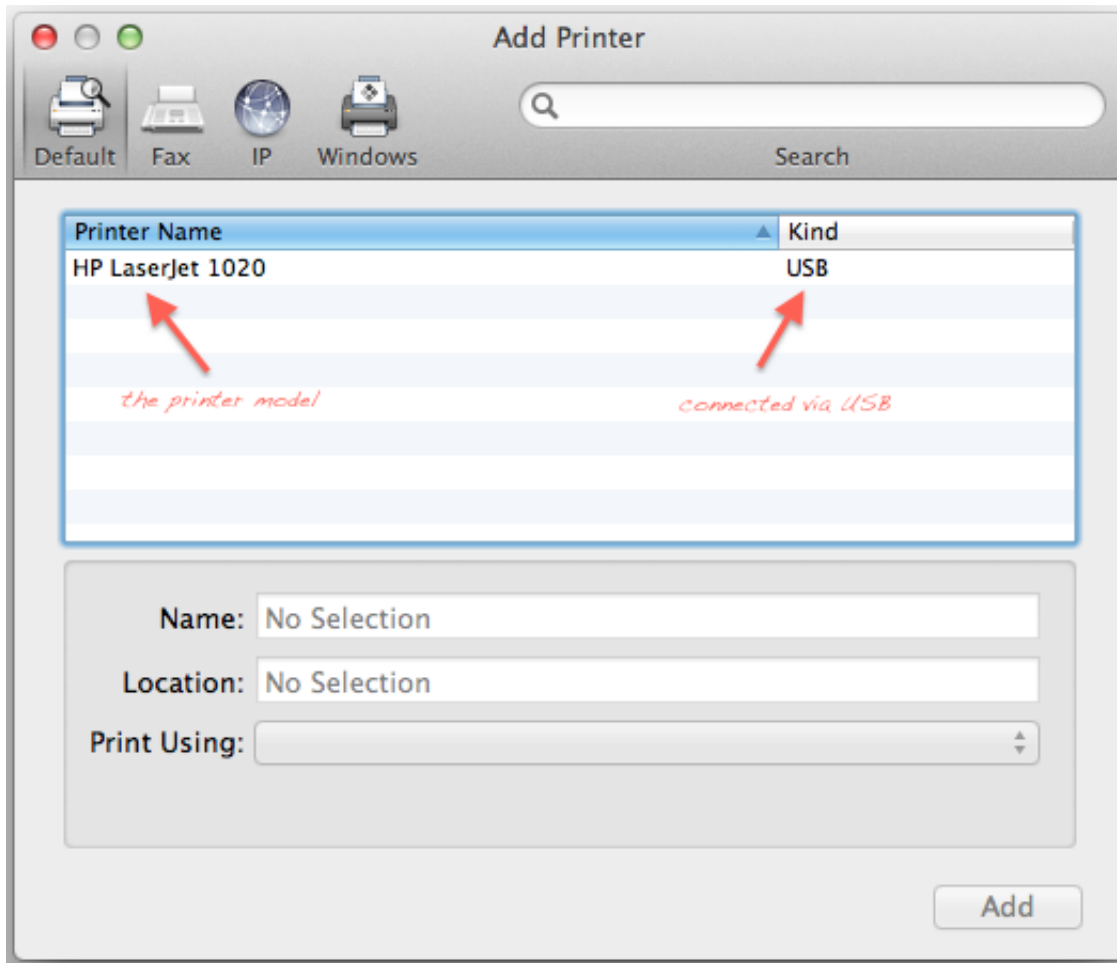 Add Printer
Default Fax IP Windows Search
Printer Name Kind
HP LaserJet 1020 USB
the printer model connected via USB
Name: No Selection
Location: No Selection
Print Using:
Add